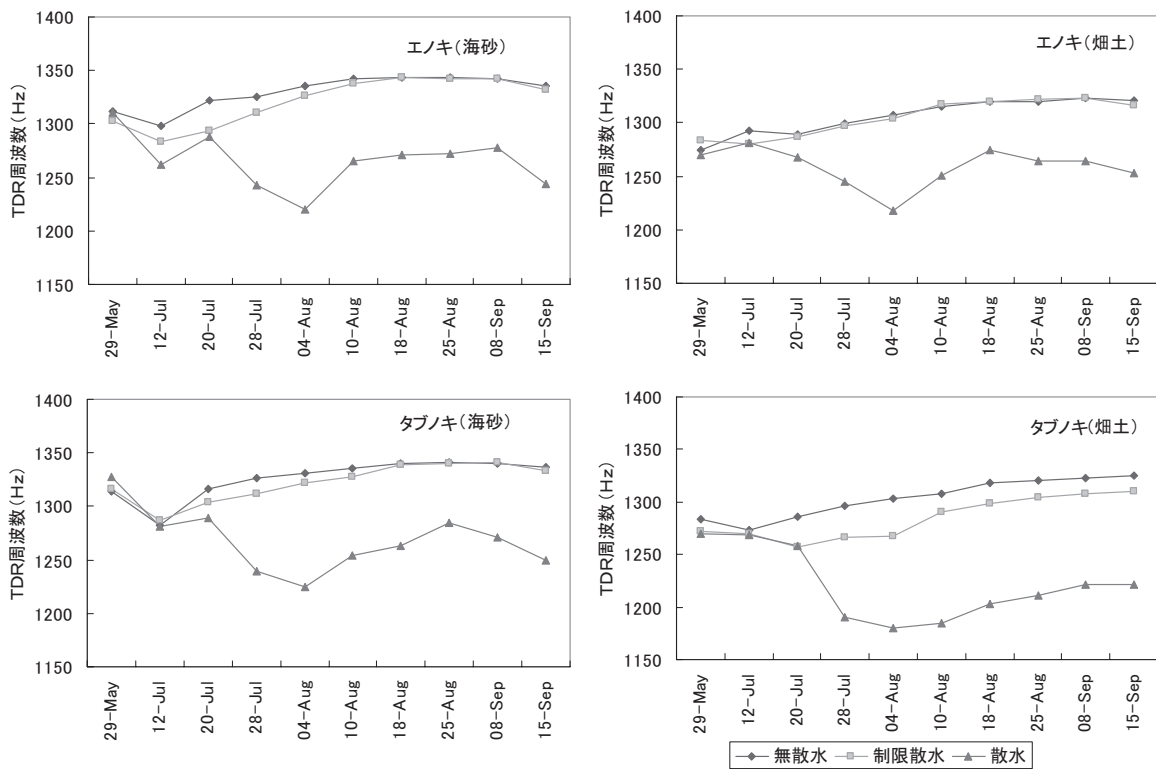 エノキ(海砂)
TDR周波数(Hz)
1400
1350
1300
1250
1200
1150
29-May
12-Jul
20-Jul
28-Jul
04-Aug
10-Aug
18-Aug
25-Aug
08-Sep
15-Sep
エノキ(畑土)
TDR周波数(Hz)
1400
1350
1300
1250
1200
1150
29-May
12-Jul
20-Jul
28-Jul
04-Aug
10-Aug
18-Aug
25-Aug
08-Sep
15-Sep
タブノキ(海砂)
TDR周波数(Hz)
1400
1350
1300
1250
1200
1150
29-May
12-Jul
20-Jul
28-Jul
04-Aug
10-Aug
18-Aug
25-Aug
08-Sep
15-Sep
タブノキ(畑土)
TDR周波数(Hz)
1400
1350
1300
1250
1200
1150
29-May
12-Jul
20-Jul
28-Jul
04-Aug
10-Aug
18-Aug
25-Aug
08-Sep
15-Sep
無散水 制限散水 散水